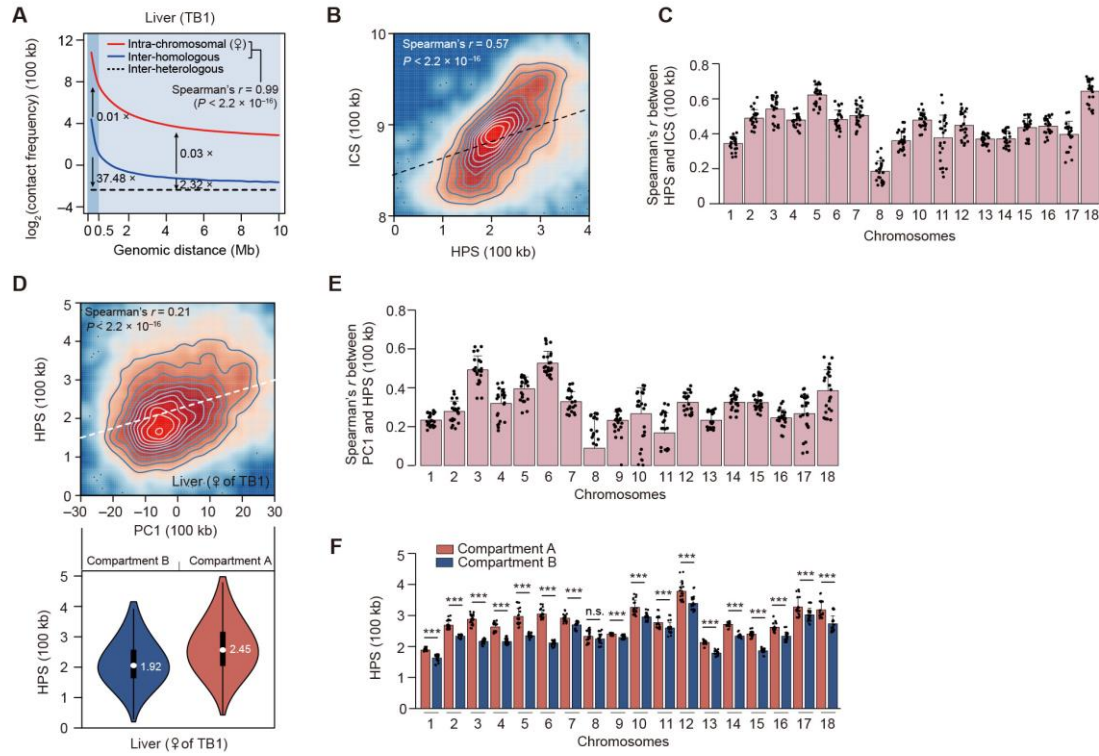 A
Liver (TB1)
log₂(contact frequency) (100 kb)
12
8
4
0
−4
Intra-chromosomal (♀)
Inter-homologous
Inter-heterologous
Spearman's r = 0.99
(P < 2.2 × 10⁻¹⁶)
0.01 ×
0.03 ×
37.48 ×
2.32 ×
0 0.5 2 4 6 8 10
Genomic distance (Mb)
B
Spearman's r = 0.57
P < 2.2 × 10⁻¹⁶
ICS (100 kb)
10
9
8
0 1 2 3 4
HPS (100 kb)
C
Spearman's r between
HPS and ICS (100 kb)
0.8
0.6
0.4
0.2
0
1 2 3 4 5 6 7 8 9 10 11 12 13 14 15 16 17 18
Chromosomes
D
Spearman's r = 0.21
P < 2.2 × 10⁻¹⁶
HPS (100 kb)
5
4
3
2
1
0
Liver (♀ of TB1)
−30 −20 −10 0 10 20 30
PC1 (100 kb)
Compartment B Compartment A
HPS (100 kb)
5
4
3
2
1
0
1.92
2.45
Liver (♀ of TB1)
E
Spearman's r between
PC1 and HPS (100 kb)
0.8
0.6
0.4
0.2
0
1 2 3 4 5 6 7 8 9 10 11 12 13 14 15 16 17 18
Chromosomes
F
Compartment A
Compartment B
HPS (100 kb)
5
4
3
2
1
0
*** *** *** *** *** *** *** n.s. *** *** *** *** *** *** *** *** *** ***
1 2 3 4 5 6 7 8 9 10 11 12 13 14 15 16 17 18
Chromosomes